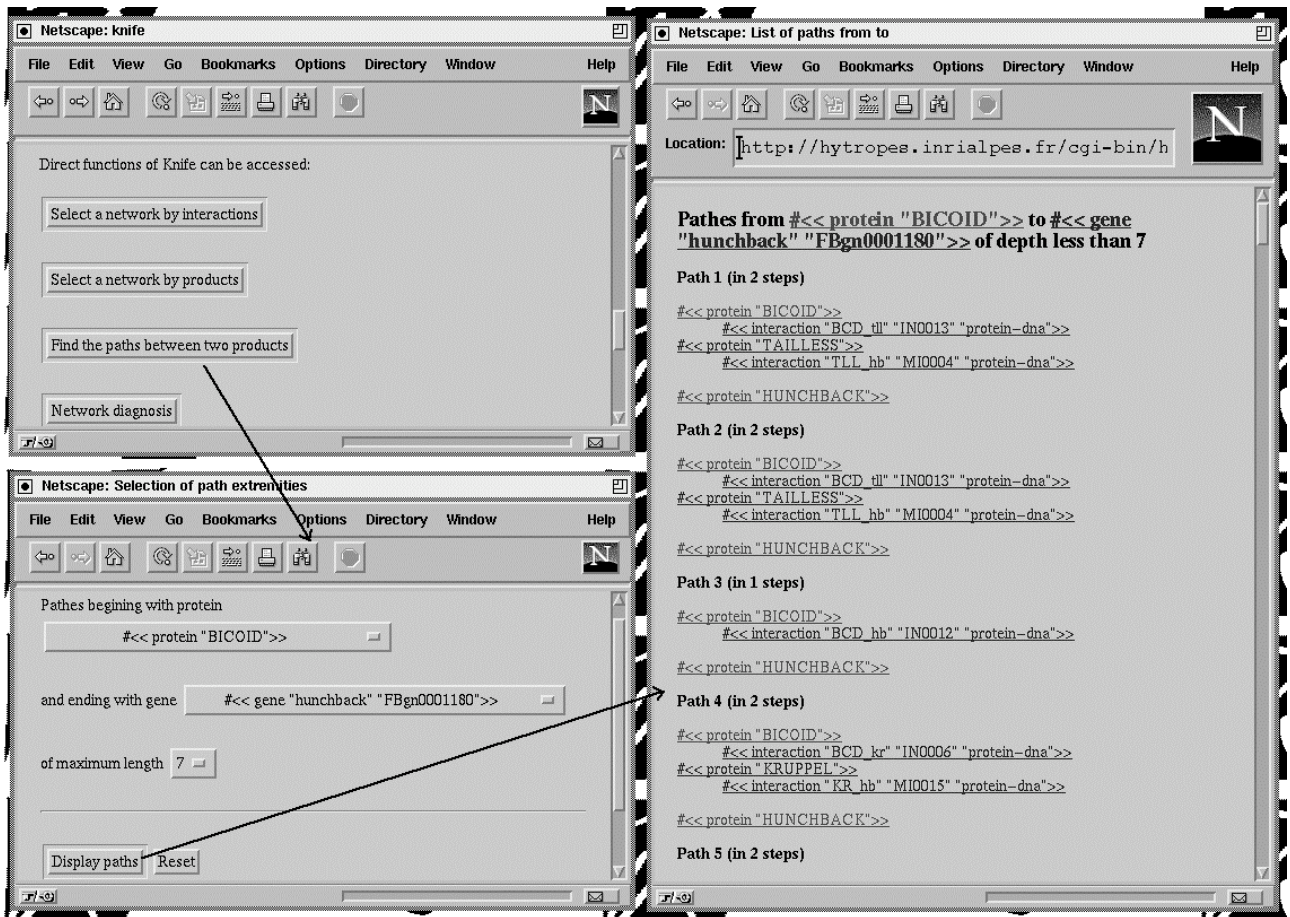 Netscape: knife
File Edit View Go Bookmarks Options Directory Window Help
N
Direct functions of Knife can be accessed:
Select a network by interactions
Select a network by products
Find the paths between two products
Network diagnosis
Netscape: Selection of path extremities
File Edit View Go Bookmarks Options Directory Window Help
N
Pathes begining with protein
#<< protein "BICOID">>
and ending with gene #<< gene "hunchback" "FBgn0001180">>
of maximum length 7
Display paths Reset
Netscape: List of paths from to
File Edit View Go Bookmarks Options Directory Window Help
N
Location: http://hytropes.inrialpes.fr/cgi-bin/h
Pathes from #<< protein "BICOID">> to #<< gene
"hunchback" "FBgn0001180">> of depth less than 7
Path 1 (in 2 steps)
#<< protein "BICOID">>
#<< interaction "BCD_tll" "IN0013" "protein-dna">>
#<< protein "TAILLESS">>
#<< interaction "TLL_hb" "MI0004" "protein-dna">>
#<< protein "HUNCHBACK">>
Path 2 (in 2 steps)
#<< protein "BICOID">>
#<< interaction "BCD_tll" "IN0013" "protein-dna">>
#<< protein "TAILLESS">>
#<< interaction "TLL_hb" "MI0004" "protein-dna">>
#<< protein "HUNCHBACK">>
Path 3 (in 1 steps)
#<< protein "BICOID">>
#<< interaction "BCD_hb" "IN0012" "protein-dna">>
#<< protein "HUNCHBACK">>
Path 4 (in 2 steps)
#<< protein "BICOID">>
#<< interaction "BCD_kr" "IN0006" "protein-dna">>
#<< protein "KRUPPEL">>
#<< interaction "KR_hb" "MI0015" "protein-dna">>
#<< protein "HUNCHBACK">>
Path 5 (in 2 steps)